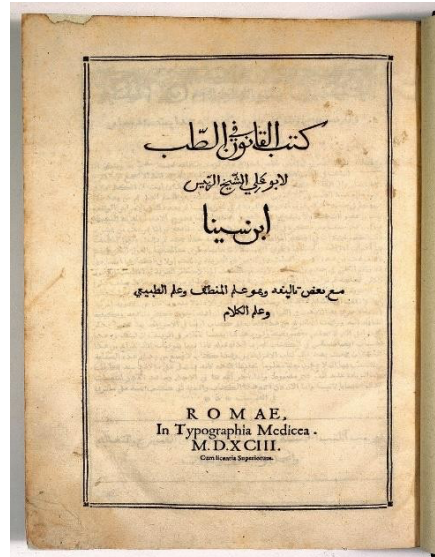 كتب القانون في الطب
لابو علي الشيخ الرئيس
ابن سينا
مع بعض تاليفه وهو علم المنطق وعلم الطبيعي
وعلم الكلام
ROMAE,
In Typographia Medicea.
M. D. XCIII.
Cum licentia Superiorum.